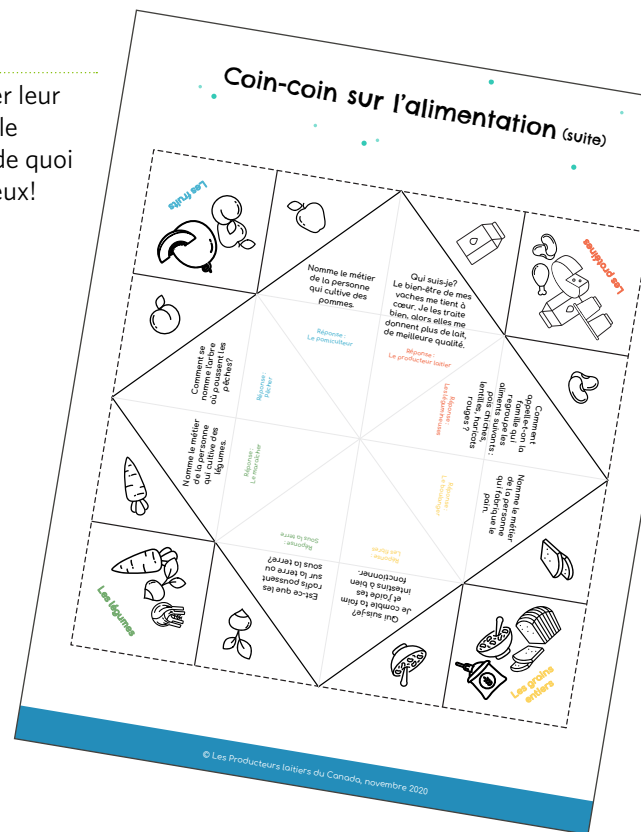 er leur
le
de quoi
eux!
Coin-coin sur l'alimentation (suite)
Les fruits
Les protéines
Nomme le métier
de la personne
qui cultive des
pommes.
Réponse :
Le pomiculteur
Qui suis-je?
Le bien-être de mes
vaches me tient à
cœur. Je les traite
bien, alors elles me
donnent plus de lait,
de meilleure qualité.
Réponse :
Le producteur laitier
Comment se
nomme l'arbre
où poussent les
pêches?
Réponse :
Pêcher
Comment
appelle-t-on la
famille qui
regroupe les
aliments suivants :
pois chiches,
lentilles, haricots
rouges ?
Réponse :
Les légumineuses
Nomme le métier
de la personne
qui cultive des
légumes.
Réponse :
Le maraîcher
Nomme le métier
de la personne
qui fabrique le
pain.
Réponse :
Le boulanger
Est-ce que les
radis poussent
sur la terre ou
sous la terre?
Réponse :
Sous la terre
Qui suis-je?
Je comble ta faim
et j'aide tes
intestins à bien
fonctionner.
Réponse :
Les fibres
Les légumes
Les grains
entiers
© Les Producteurs laitiers du Canada, novembre 2020